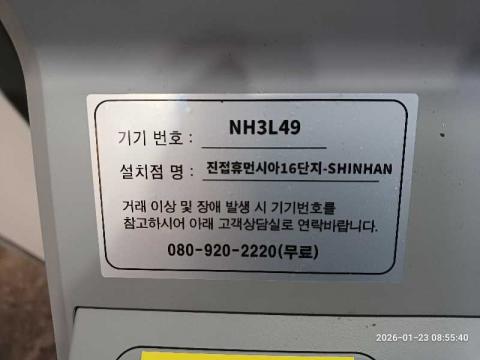 기기 번호 : NH3L49
설치점 명 : 진접휴먼시아16단지-SHINHAN
거래 이상 및 장애 발생 시 기기번호를
참고하시어 아래 고객상담실로 연락바랍니다.
080-920-2220(무료)
2026-01-23 08:55:40